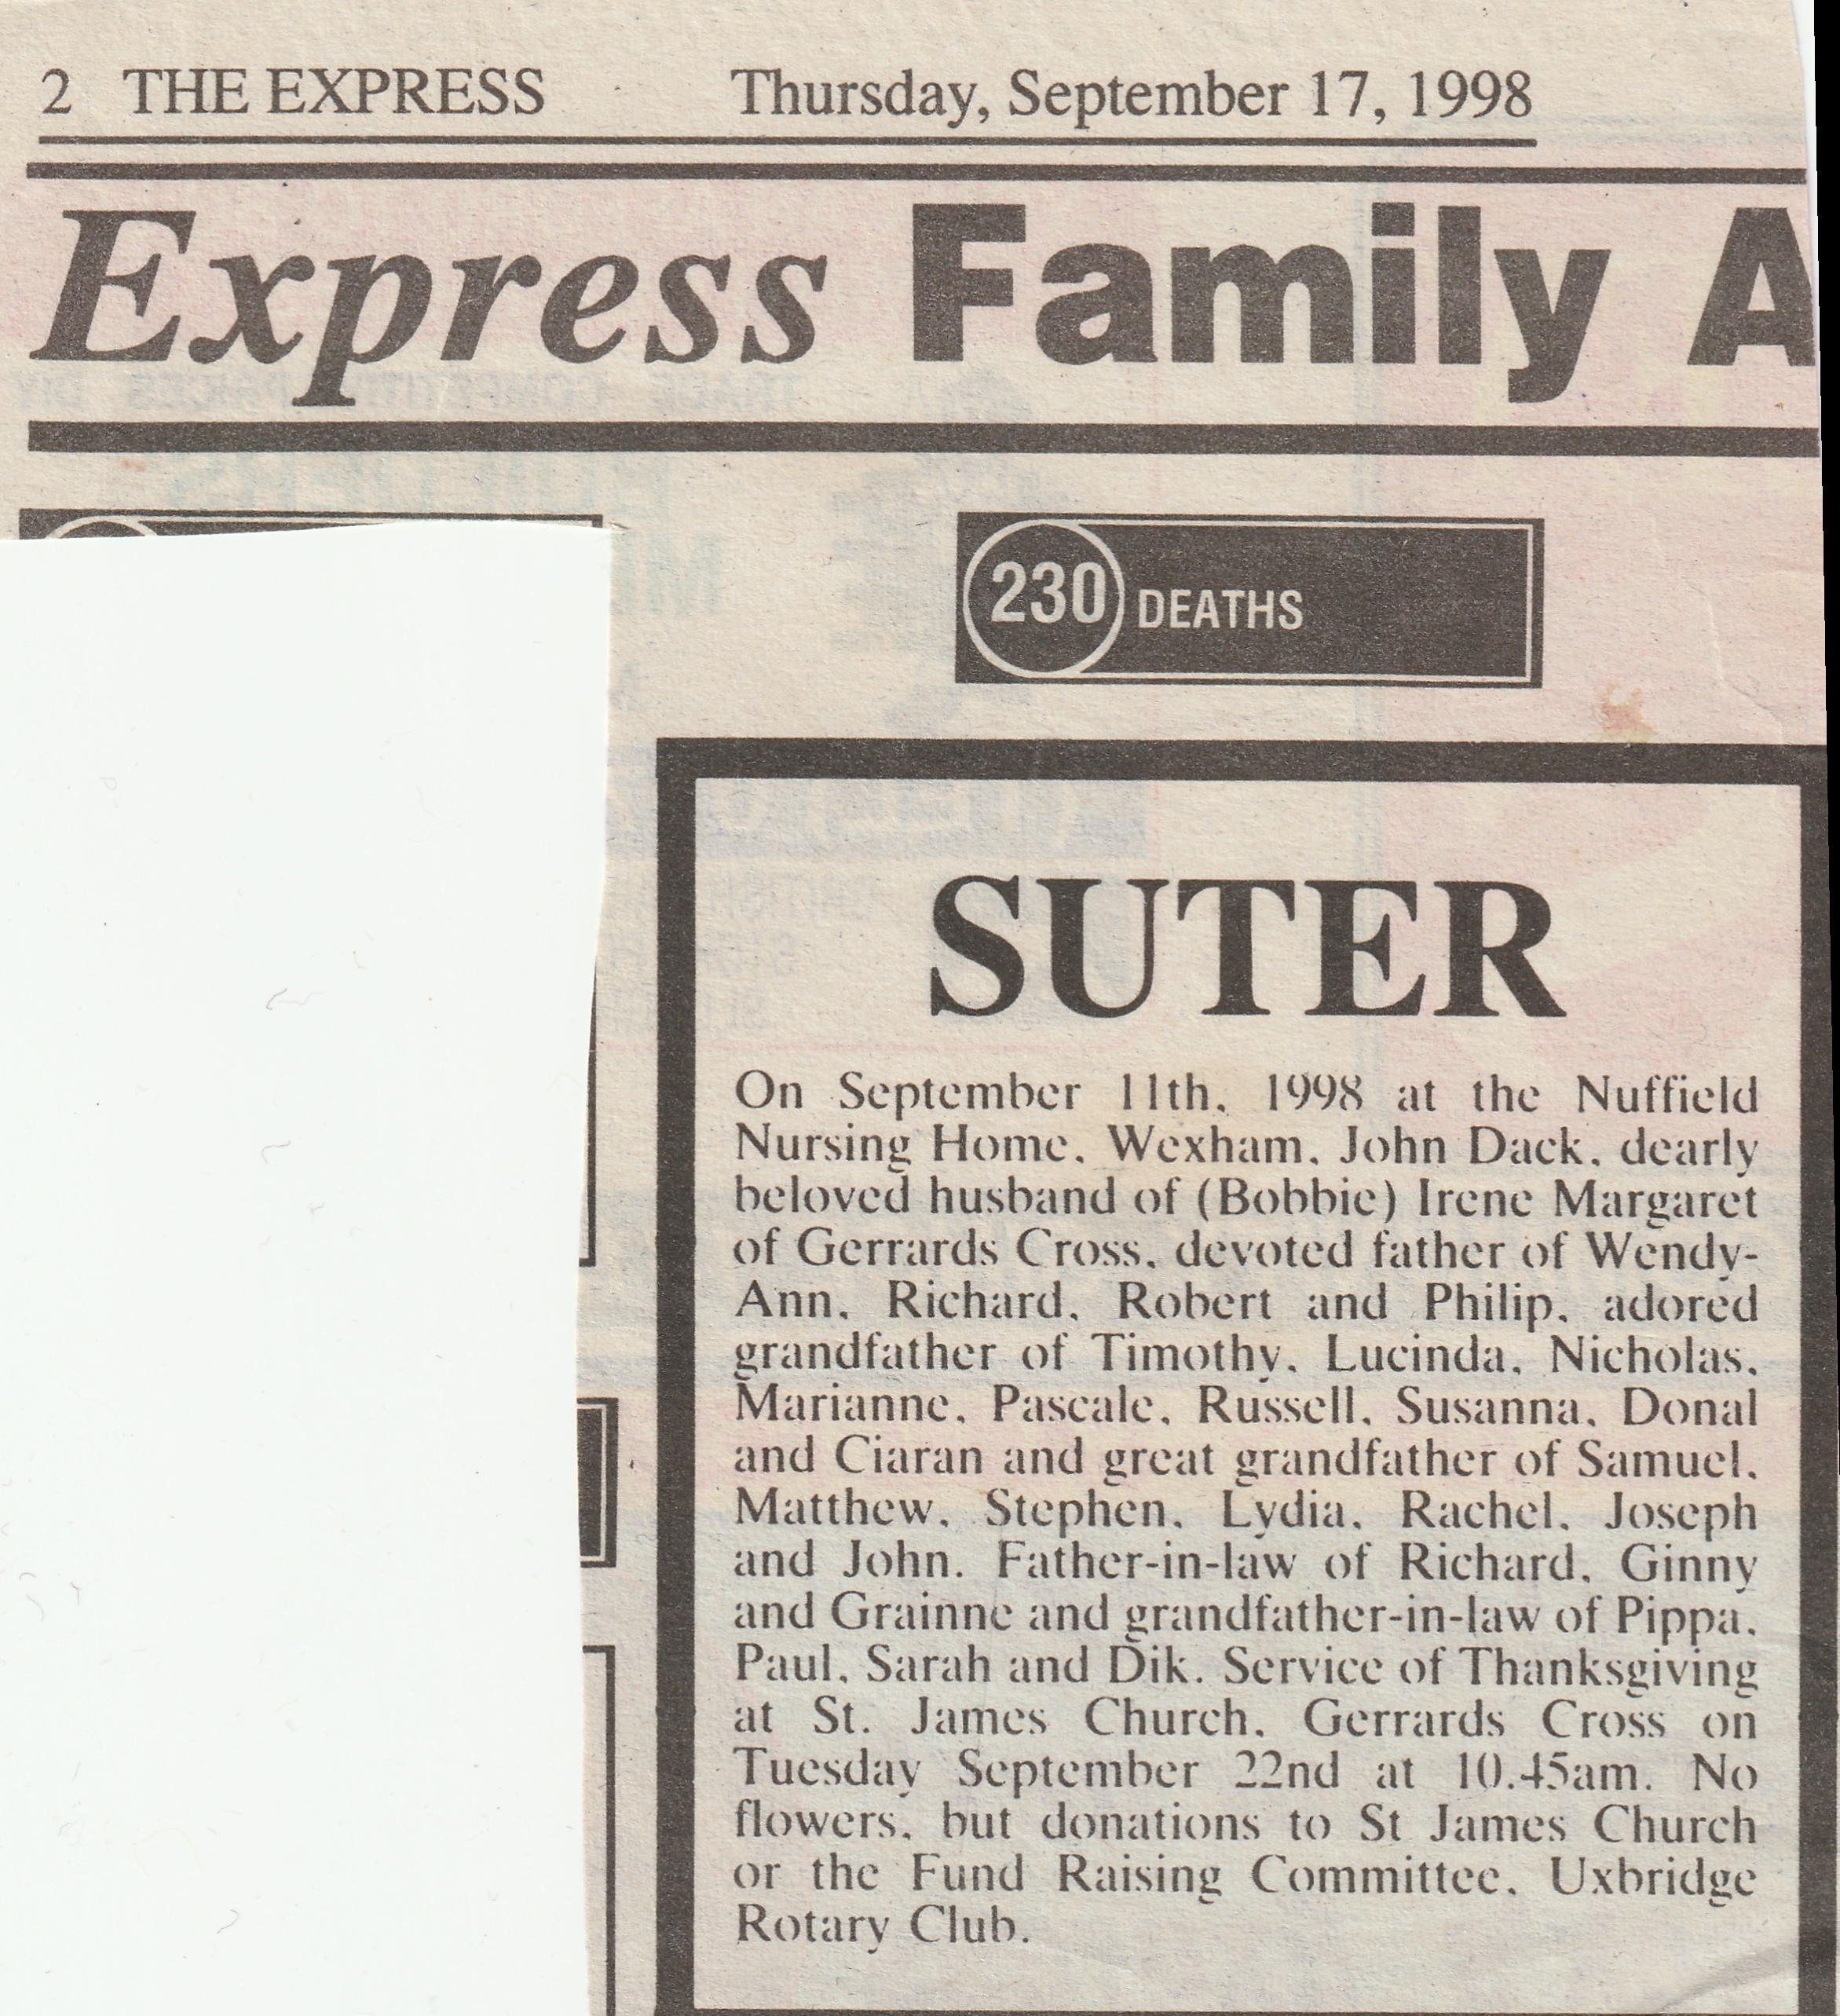 2 THE EXPRESS Thursday, September 17, 1998
Express Family A
230 DEATHS
SUTER
On September 11th, 1998 at the Nuffield
Nursing Home, Wexham, John Dack, dearly
beloved husband of (Bobbie) Irene Margaret
of Gerrards Cross, devoted father of Wendy-
Ann, Richard, Robert and Philip, adored
grandfather of Timothy, Lucinda, Nicholas,
Marianne, Pascale, Russell, Susanna, Donal
and Ciaran and great grandfather of Samuel,
Matthew, Stephen, Lydia, Rachel, Joseph
and John. Father-in-law of Richard, Ginny
and Grainne and grandfather-in-law of Pippa,
Paul, Sarah and Dik. Service of Thanksgiving
at St. James Church, Gerrards Cross on
Tuesday September 22nd at 10.45am. No
flowers, but donations to St James Church
or the Fund Raising Committee, Uxbridge
Rotary Club.